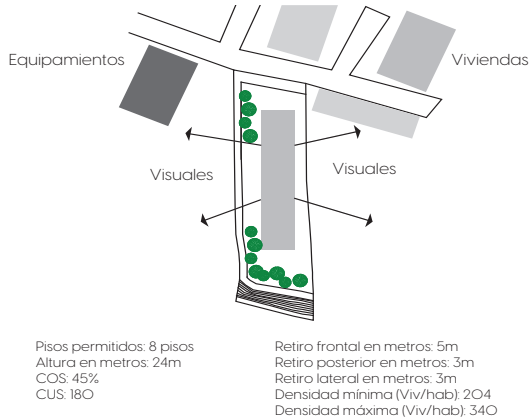 Equipamientos
Viviendas
Visuales
Visuales
Pisos permitidos: 8 pisos
Altura en metros: 24m
COS: 45%
CUS: 180
Retiro frontal en metros: 5m
Retiro posterior en metros: 3m
Retiro lateral en metros: 3m
Densidad mínima (Viv/hab): 204
Densidad máxima (Viv/hab): 340